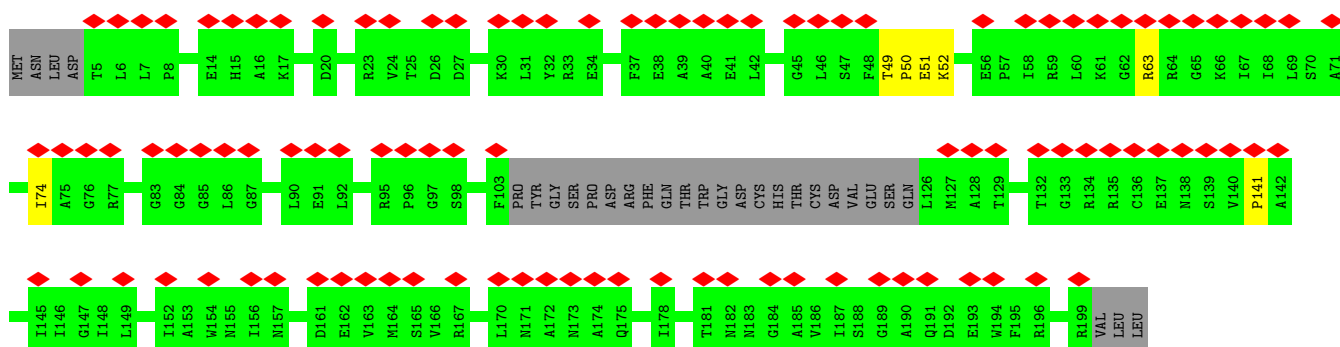 MET ASN LEU ASP T5 L6 L7 P8 E14 H15 A16 K17 D20 R23 V24 T25 D26 D27 K30 L31 Y32 R33 E34 F37 E38 A39 A40 E41 L42 G45 L46 S47 F48 T49 P50 E51 K52 E56 P57 I58 R59 L60 K61 G62 R63 R64 G65 K66 I67 I68 L69 S70 A71
I74 A75 G76 R77 G83 G84 G85 L86 G87 L90 E91 L92 R95 P96 G97 S98 F103 PRO TYR GLY SER PRO ASP ARG PHE GLN THR TRP GLY ASP CYS HIS THR CYS ASP VAL GLU SER GLN L126 M127 A128 T129 T132 G133 R134 R135 C136 E137 N138 S139 V140 P141 A142
I145 I146 G147 I148 L149 I152 A153 W154 N155 I156 N157 D161 E162 V163 M164 S165 V166 R167 L170 N171 A172 N173 A174 Q175 I178 T181 N182 N183 G184 A185 V186 I187 S188 G189 A190 Q191 D192 E193 W194 F195 R196 R199 VAL LEU LEU